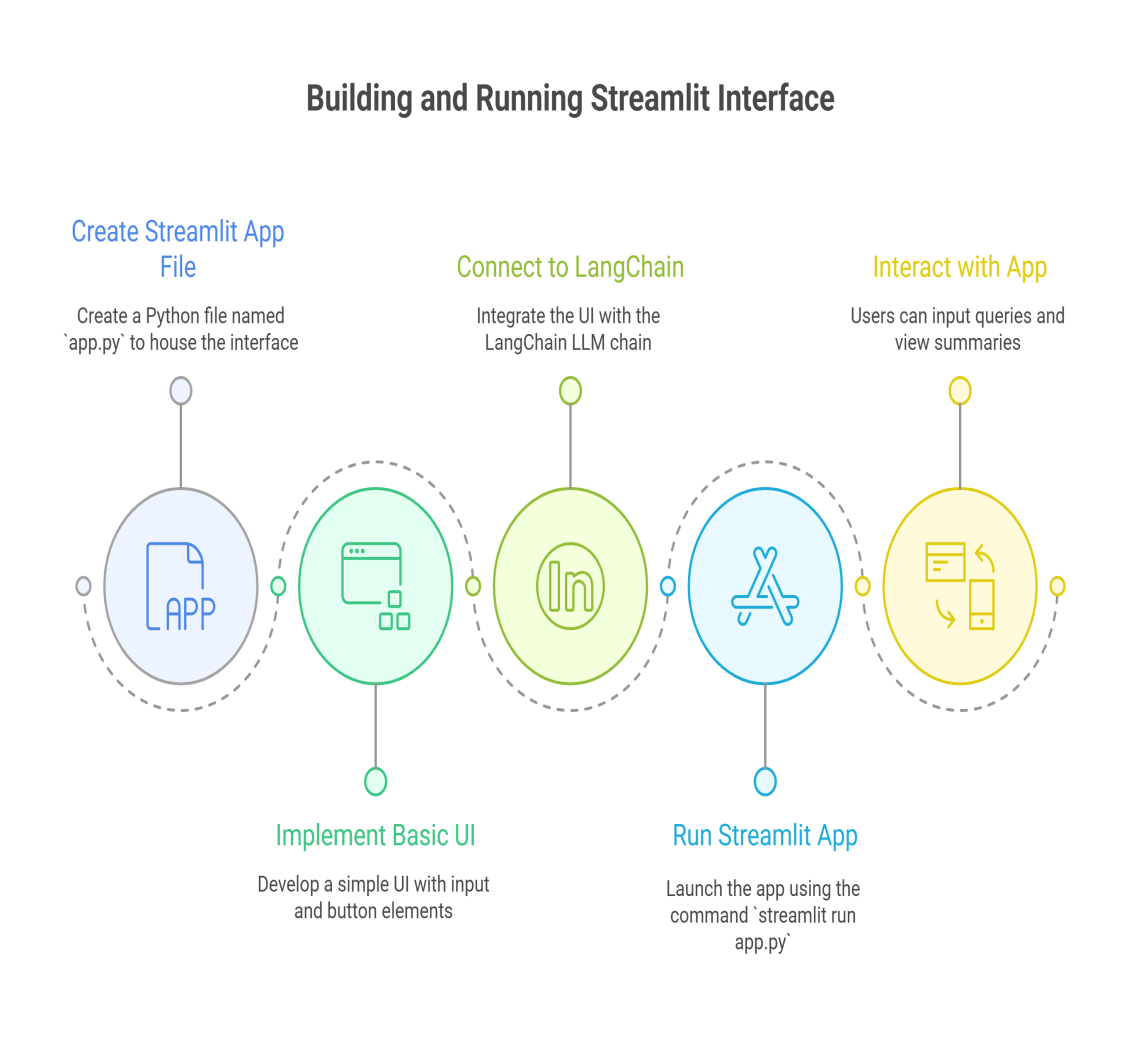 Building and Running Streamlit Interface
Create Streamlit App
File
Create a Python file named
`app.py` to house the interface
Connect to LangChain
Integrate the UI with the
LangChain LLM chain
Interact with App
Users can input queries and
view summaries
APP
In
Implement Basic UI
Develop a simple UI with input
and button elements
Run Streamlit App
Launch the app using the
command `streamlit run
app.py`